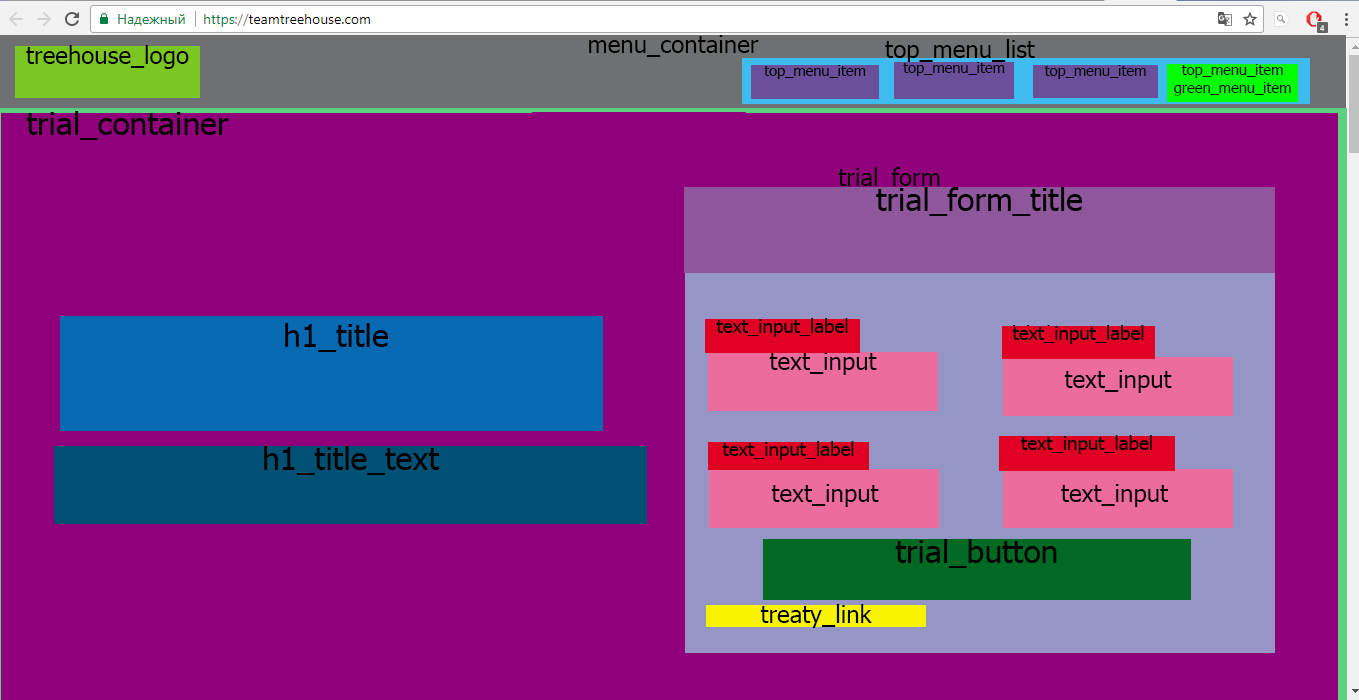 Надежный https://teamtreehouse.com
4
treehouse_logo
menu_container
top_menu_list
top_menu_item
top_menu_item
top_menu_item
top_menu_item
green_menu_item
trial_container
trial_form
trial_form_title
h1_title
h1_title_text
text_input_label
text_input
text_input_label
text_input
text_input_label
text_input
text_input_label
text_input
trial_button
treaty_link